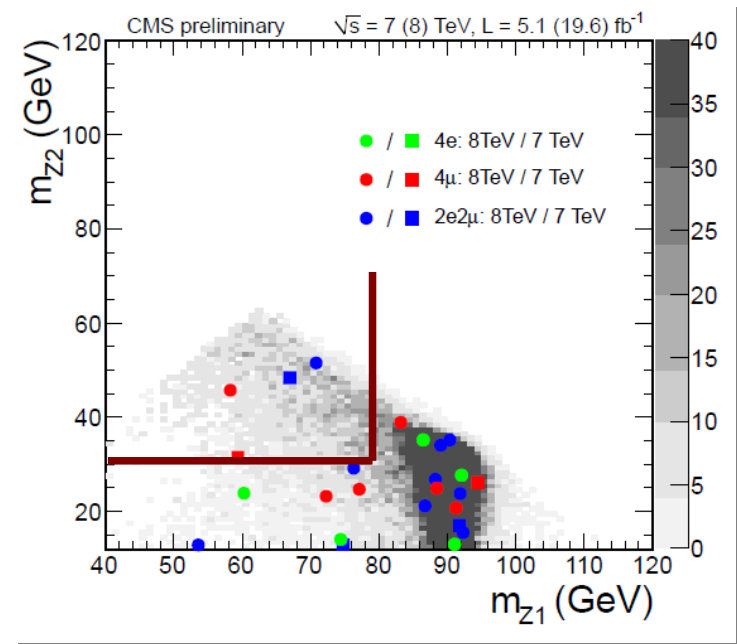 CMS preliminary √s = 7 (8) TeV, L = 5.1 (19.6) fb⁻¹
m_Z2 (GeV)
120
100
80
60
40
20
● / ■ 4e: 8TeV / 7 TeV
● / ■ 4μ: 8TeV / 7 TeV
● / ■ 2e2μ: 8TeV / 7 TeV
40
35
30
25
20
15
10
5
0
40 50 60 70 80 90 100 110 120
m_Z1 (GeV)